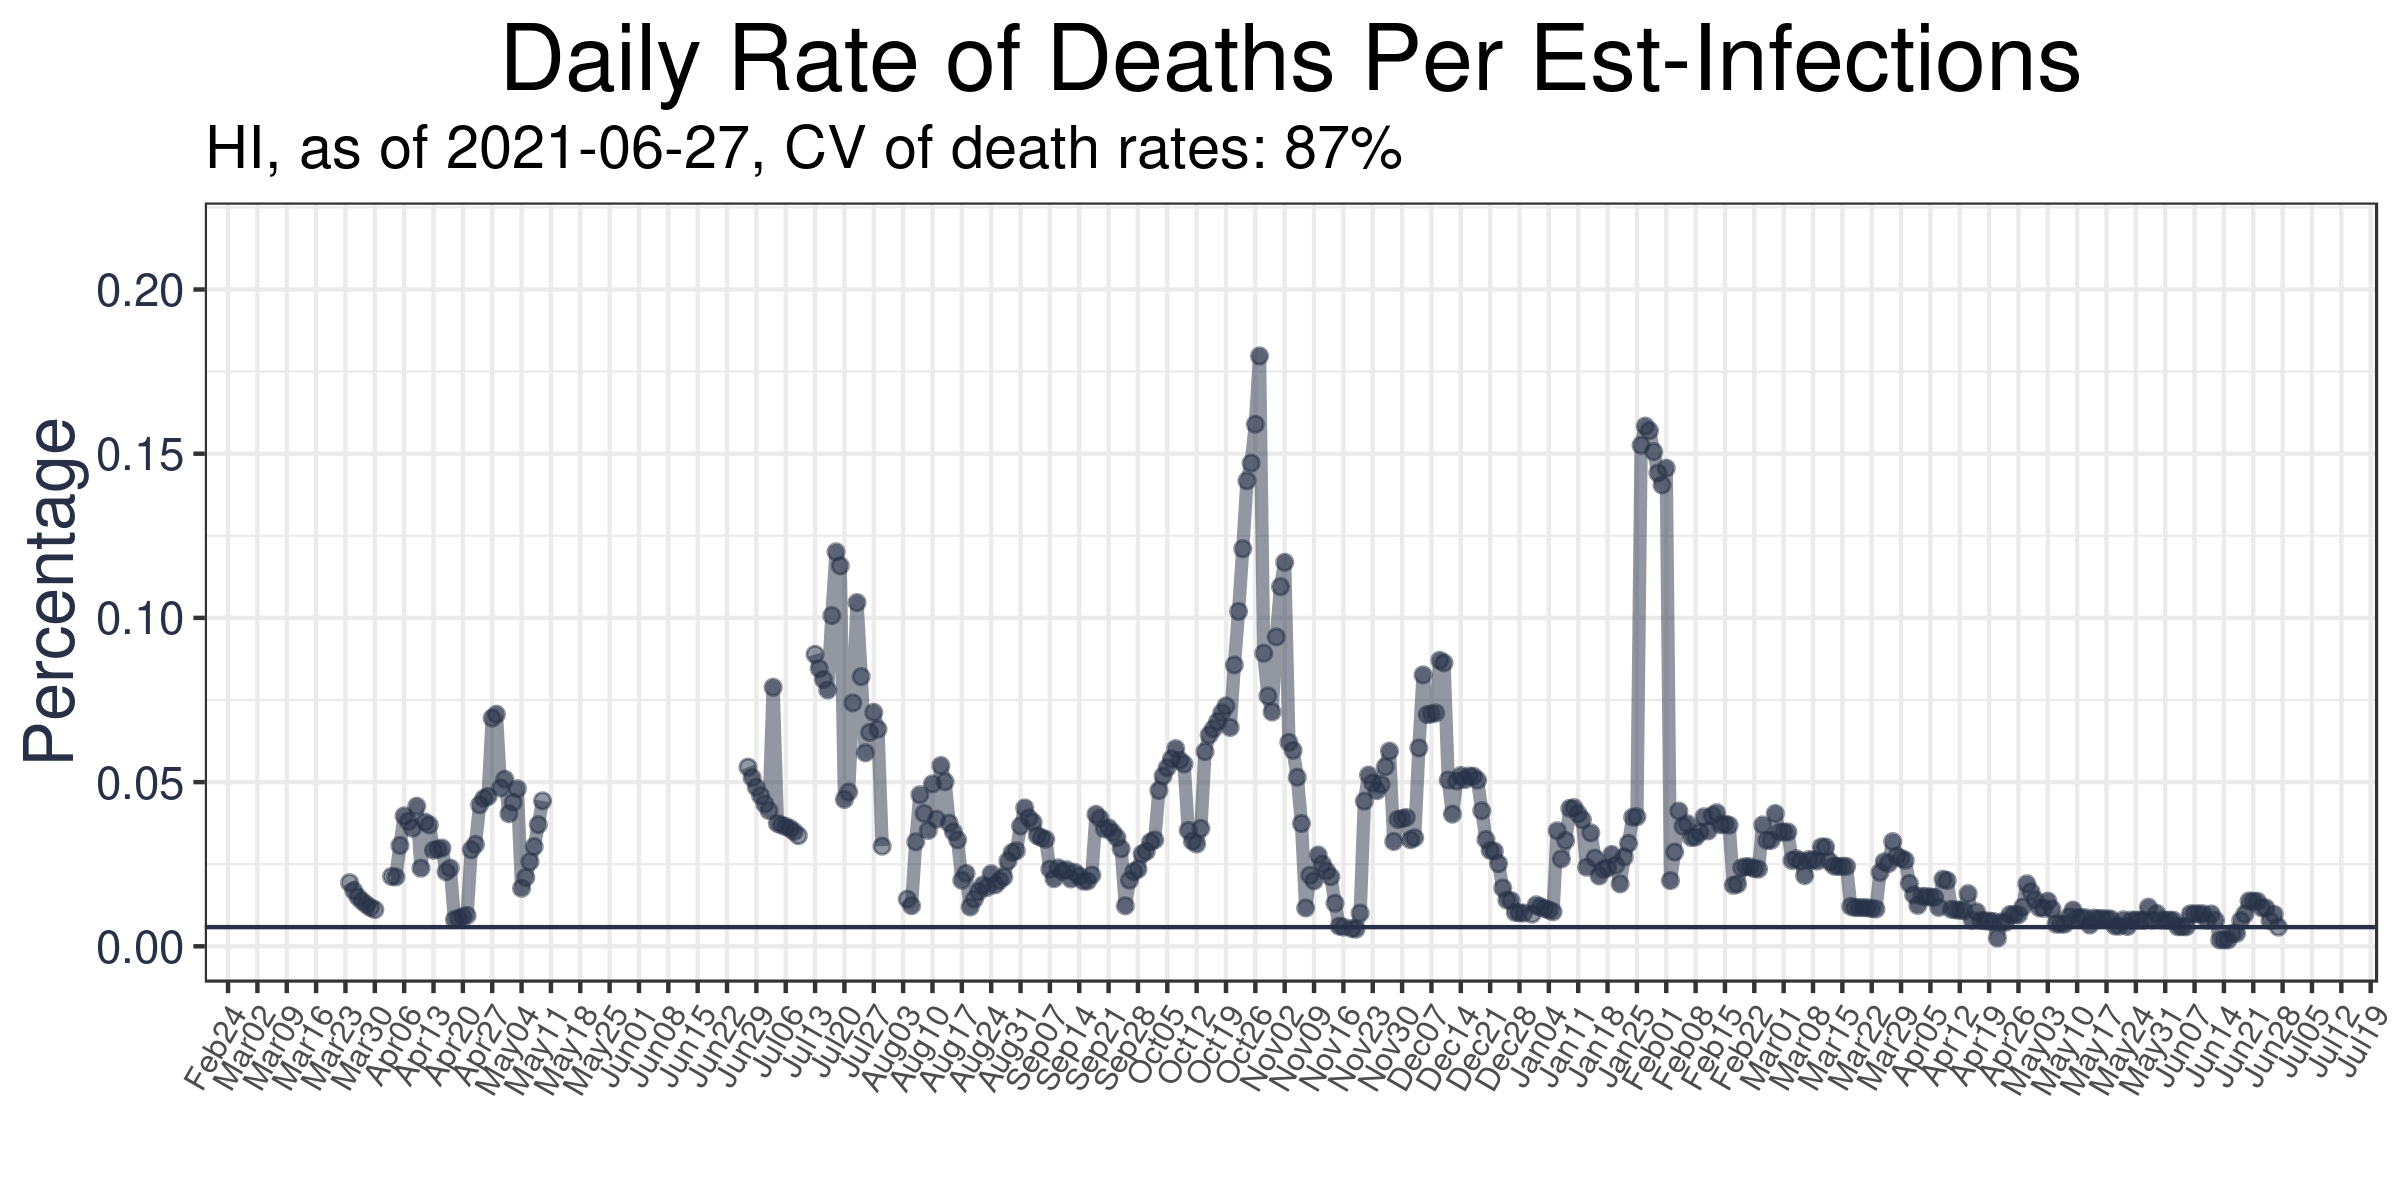 Daily Rate of Deaths Per Est-Infections
HI, as of 2021-06-27, CV of death rates: 87%
Percentage
0.20
0.15
0.10
0.05
0.00
Feb24
Mar02
Mar09
Mar16
Mar23
Mar30
Apr06
Apr13
Apr20
Apr27
May04
May11
May18
May25
Jun01
Jun08
Jun15
Jun22
Jun29
Jul06
Jul13
Jul20
Jul27
Aug03
Aug10
Aug17
Aug24
Aug31
Sep07
Sep14
Sep21
Sep28
Oct05
Oct12
Oct19
Oct26
Nov02
Nov09
Nov16
Nov23
Nov30
Dec07
Dec14
Dec21
Dec28
Jan04
Jan11
Jan18
Jan25
Feb01
Feb08
Feb15
Feb22
Mar01
Mar08
Mar15
Mar22
Mar29
Apr05
Apr12
Apr19
Apr26
May03
May10
May17
May24
May31
Jun07
Jun14
Jun21
Jun28
Jul05
Jul12
Jul19